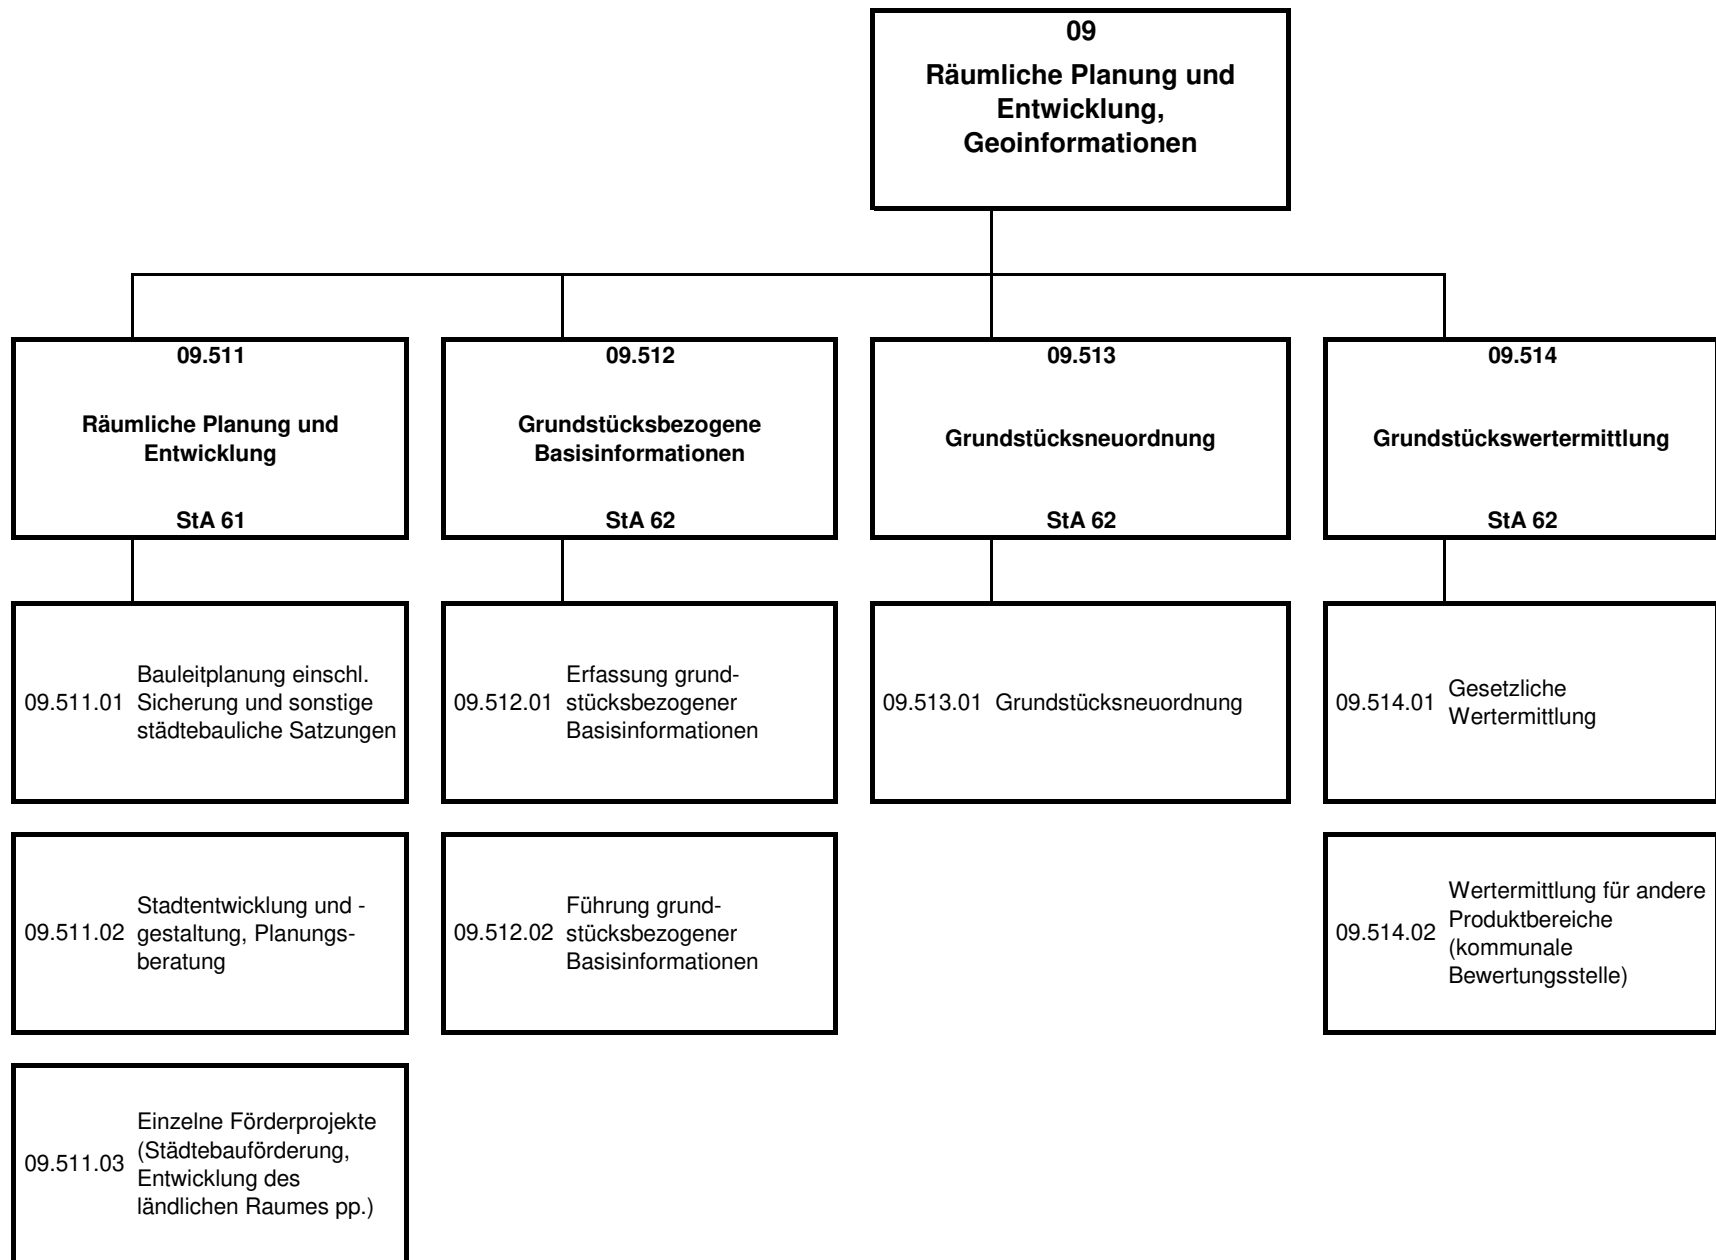 09
Räumliche Planung und
Entwicklung,
Geoinformationen
09.511
Räumliche Planung und
Entwicklung
StA 61
09.512
Grundstücksbezogene
Basisinformationen
StA 62
09.513
Grundstücksneuordnung
StA 62
09.514
Grundstückswertermittlung
StA 62
09.511.01
Bauleitplanung einschl.
Sicherung und sonstige
städtebauliche Satzungen
09.512.01
Erfassung grund-
stücksbezogener
Basisinformationen
09.513.01 Grundstücksneuordnung
09.514.01
Gesetzliche
Wertermittlung
09.511.02
Stadtentwicklung und -
gestaltung, Planungs-
beratung
09.512.02
Führung grund-
stücksbezogener
Basisinformationen
09.514.02
Wertermittlung für andere
Produktbereiche
(kommunale
Bewertungsstelle)
09.511.03
Einzelne Förderprojekte
(Städtebauförderung,
Entwicklung des
ländlichen Raumes pp.)